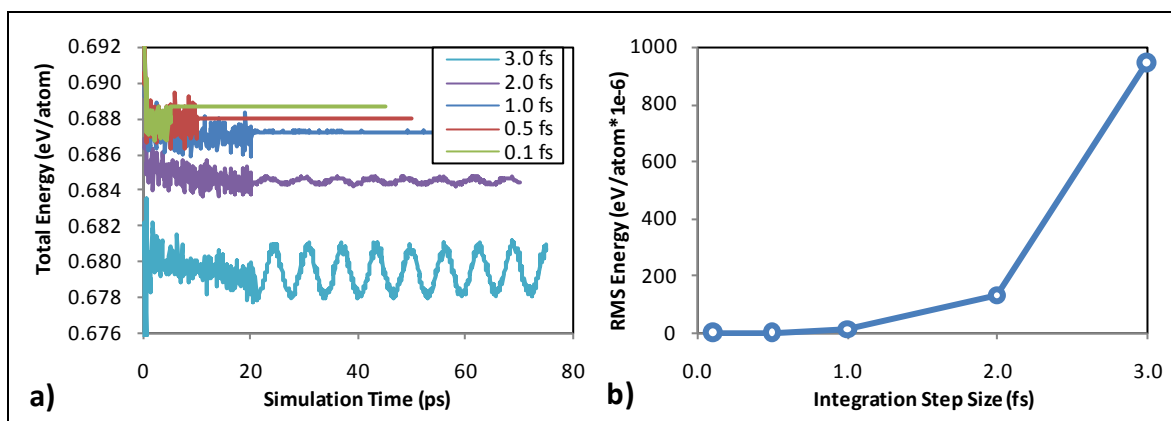 0.692
0.690
0.688
0.686
0.684
0.682
0.680
0.678
0.676
Total Energy (eV/atom)
0
20
40
60
80
Simulation Time (ps)
3.0 fs
2.0 fs
1.0 fs
0.5 fs
0.1 fs
a)
1000
800
600
400
200
0
RMS Energy (eV/atom*1e-6)
0.0
1.0
2.0
3.0
Integration Step Size (fs)
b)